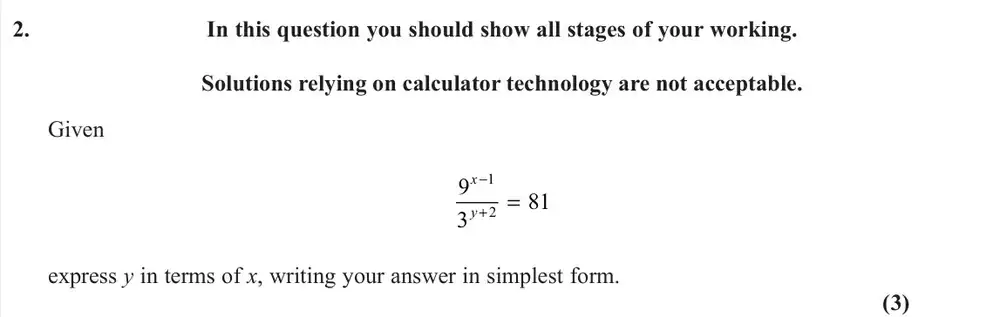 2. In this question you should show all stages of your working.
Solutions relying on calculator technology are not acceptable.
Given
9^{x−1} / 3^{y+2} = 81
express y in terms of x, writing your answer in simplest form.
(3)